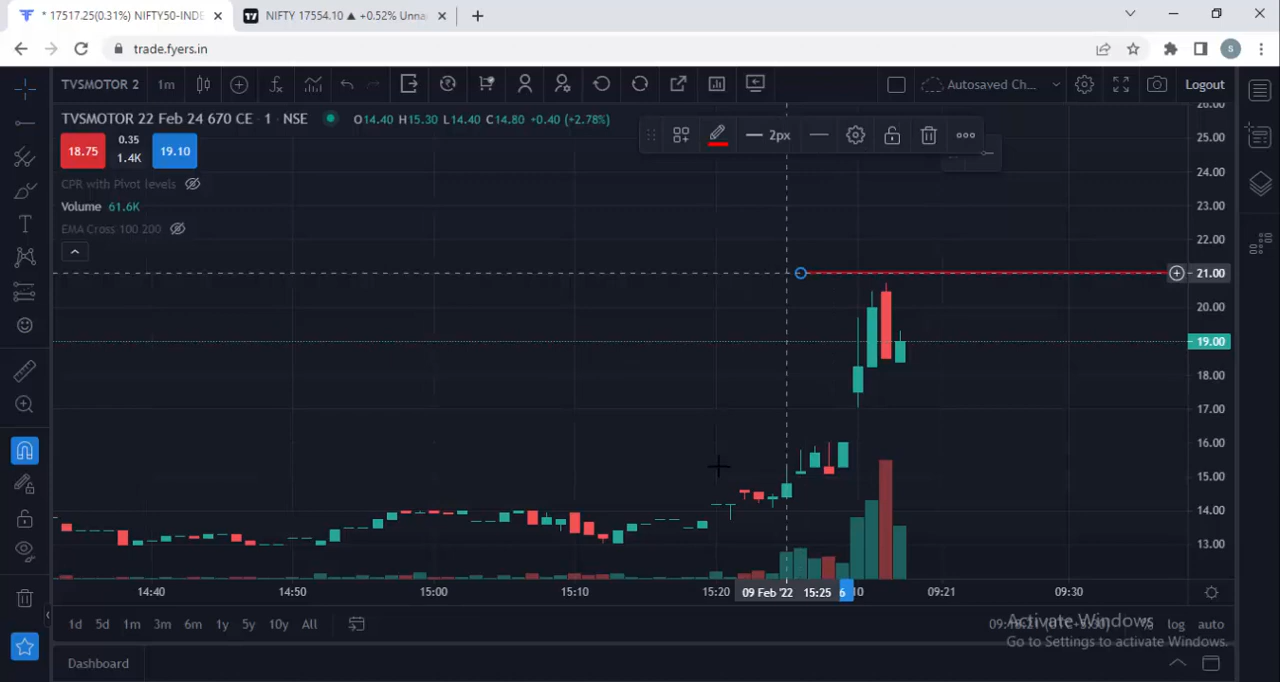 * 17517.25(0.31%) NIFTY50-INDE
NIFTY 17554.10 ▲ +0.52% Unna
trade.fyers.in
S
TVSMOTOR 2 1m Autosaved Ch... Logout
TVSMOTOR 22 Feb 24 670 CE · 1 · NSE O14.40 H15.30 L14.40 C14.80 +0.40 (+2.78%)
2px
18.75 0.35 19.10
1.4K
CPR with Pivot levels
Volume 61.6K
EMA Cross 100 200
26.00
25.00
24.00
23.00
22.00
21.00
20.00
19.00
18.00
17.00
16.00
15.00
14.00
13.00
14:40 14:50 15:00 15:10 15:20 09 Feb '22 15:25 6 10 09:21 09:30
1d 5d 1m 3m 6m 1y 5y 10y All % log auto
Activate Windows
Go to Settings to activate Windows.
Dashboard